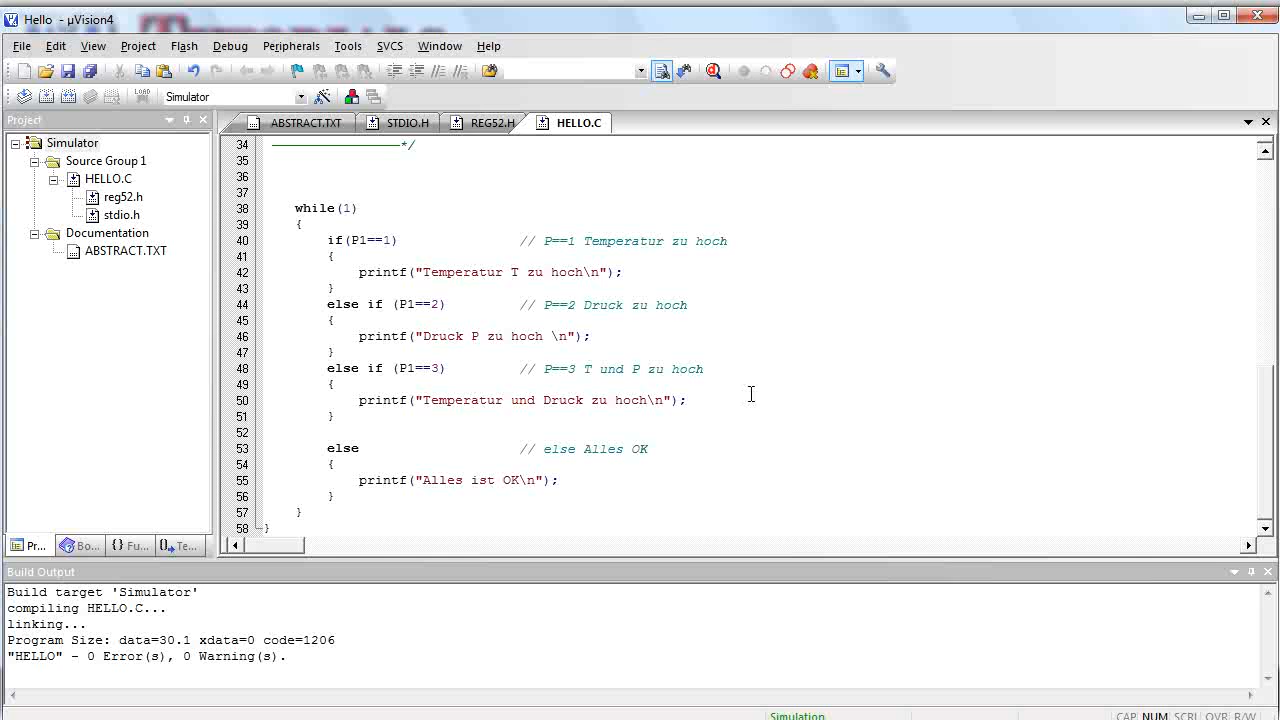 Hello - µVision4
File Edit View Project Flash Debug Peripherals Tools SVCS Window Help
LOAD Simulator
Project
ABSTRACT.TXT STDIO.H REG52.H HELLO.C
Simulator
Source Group 1
HELLO.C
reg52.h
stdio.h
Documentation
ABSTRACT.TXT
34 ————————————————*/
35
36
37
38 while(1)
39 {
40 if(P1==1) // P==1 Temperatur zu hoch
41 {
42 printf("Temperatur T zu hoch\n");
43 }
44 else if (P1==2) // P==2 Druck zu hoch
45 {
46 printf("Druck P zu hoch \n");
47 }
48 else if (P1==3) // P==3 T und P zu hoch
49 {
50 printf("Temperatur und Druck zu hoch\n");
51 }
52
53 else // else Alles OK
54 {
55 printf("Alles ist OK\n");
56 }
57 }
58 }
Pr... Bo... {} Fu... Te...
Build Output
Build target 'Simulator'
compiling HELLO.C...
linking...
Program Size: data=30.1 xdata=0 code=1206
"HELLO" - 0 Error(s), 0 Warning(s).
Simulation CAP NUM SCRL OVR R/W